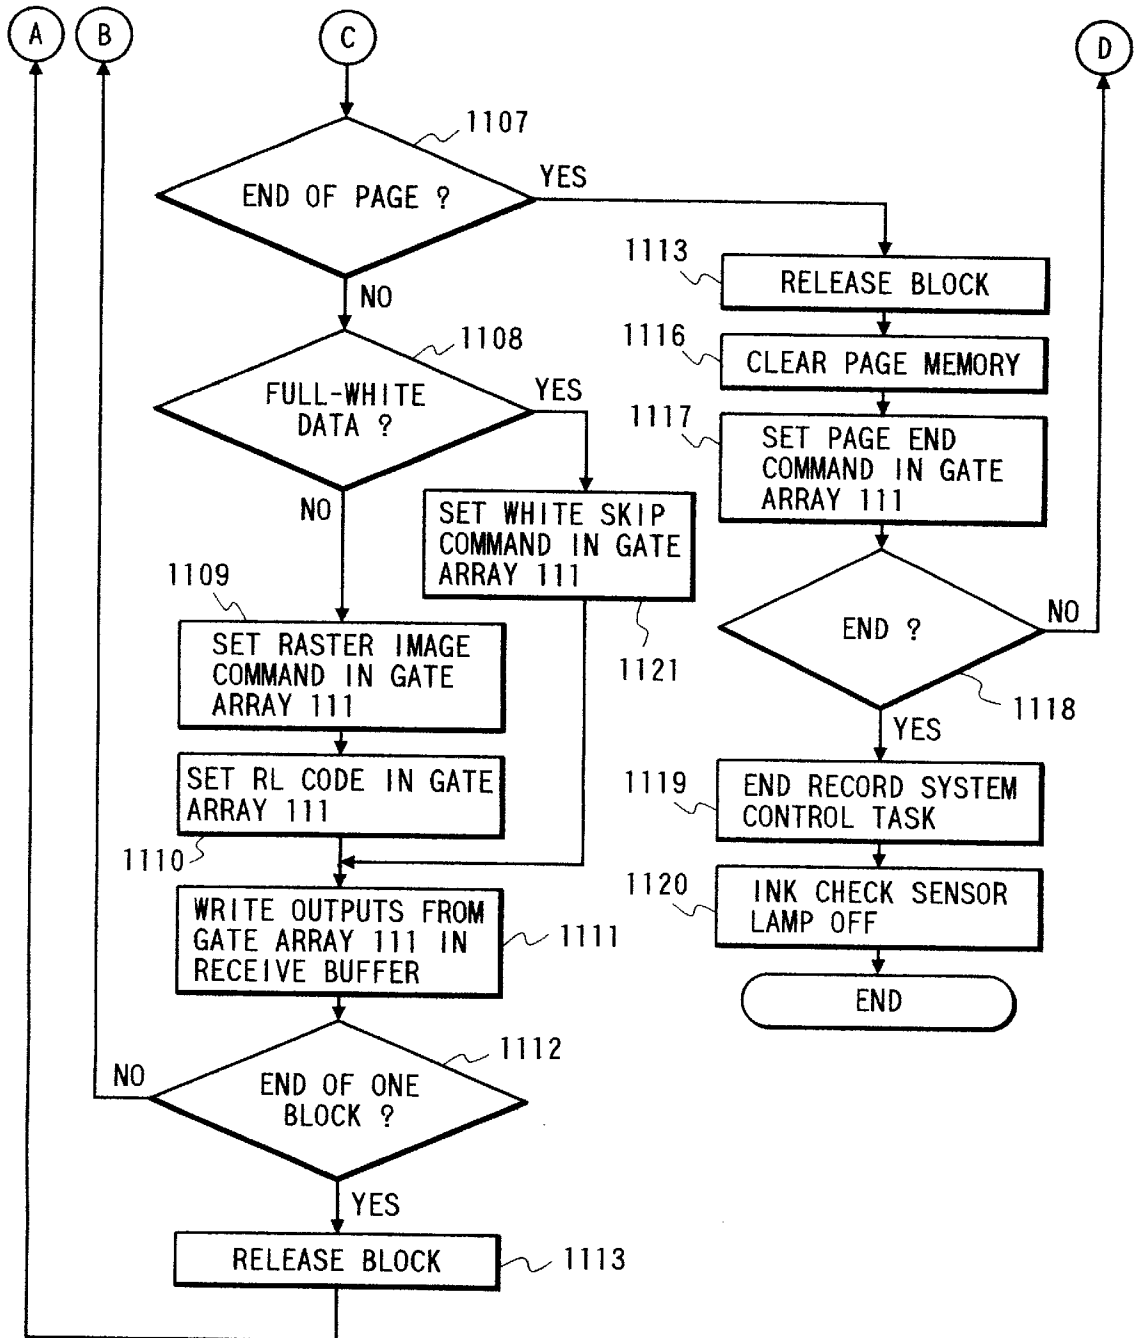 A
B
C
D
1107
END OF PAGE ?
YES
NO
1113
RELEASE BLOCK
1108
FULL-WHITE
DATA ?
YES
NO
1116
CLEAR PAGE MEMORY
1117
SET PAGE END
COMMAND IN GATE
ARRAY 111
SET WHITE SKIP
COMMAND IN GATE
ARRAY 111
1121
1109
SET RASTER IMAGE
COMMAND IN GATE
ARRAY 111
END ?
NO
1118
YES
SET RL CODE IN GATE
ARRAY 111
1110
1119
END RECORD SYSTEM
CONTROL TASK
WRITE OUTPUTS FROM
GATE ARRAY 111 IN
RECEIVE BUFFER
1111
1120
INK CHECK SENSOR
LAMP OFF
END
1112
END OF ONE
BLOCK ?
NO
YES
RELEASE BLOCK
1113